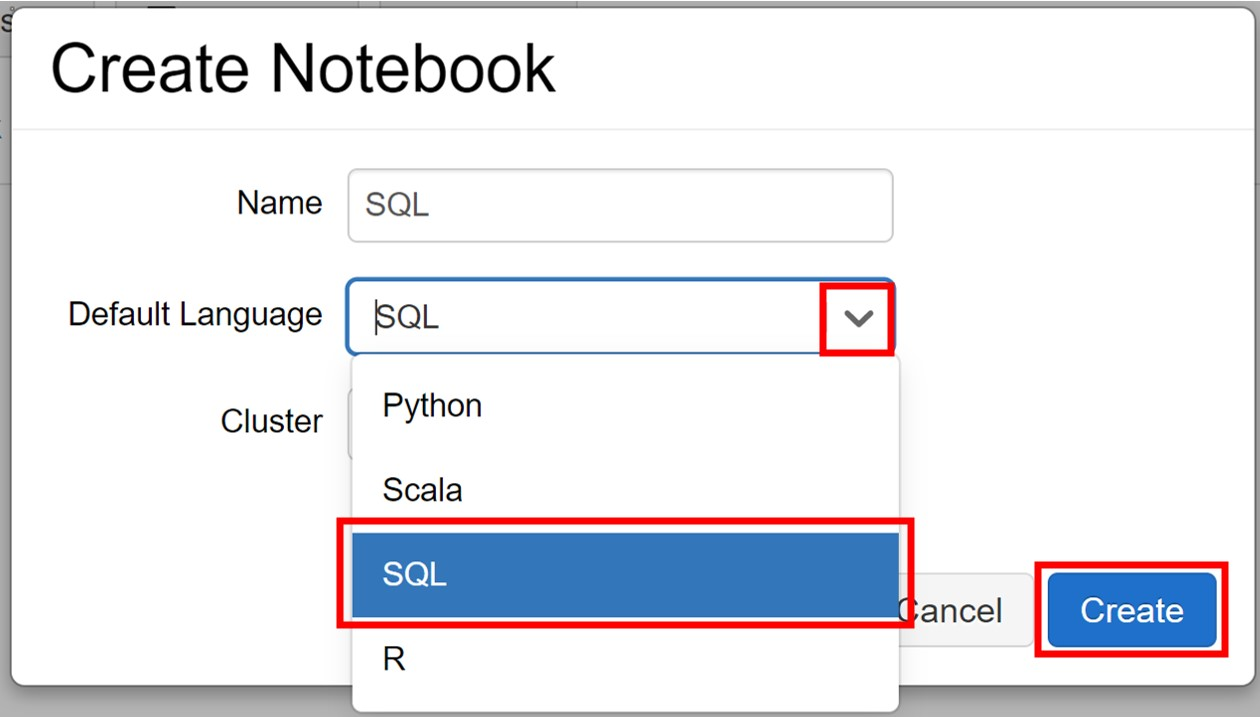 Create Notebook
Name SQL
Default Language SQL
Cluster
Python
Scala
SQL
R
Cancel Create